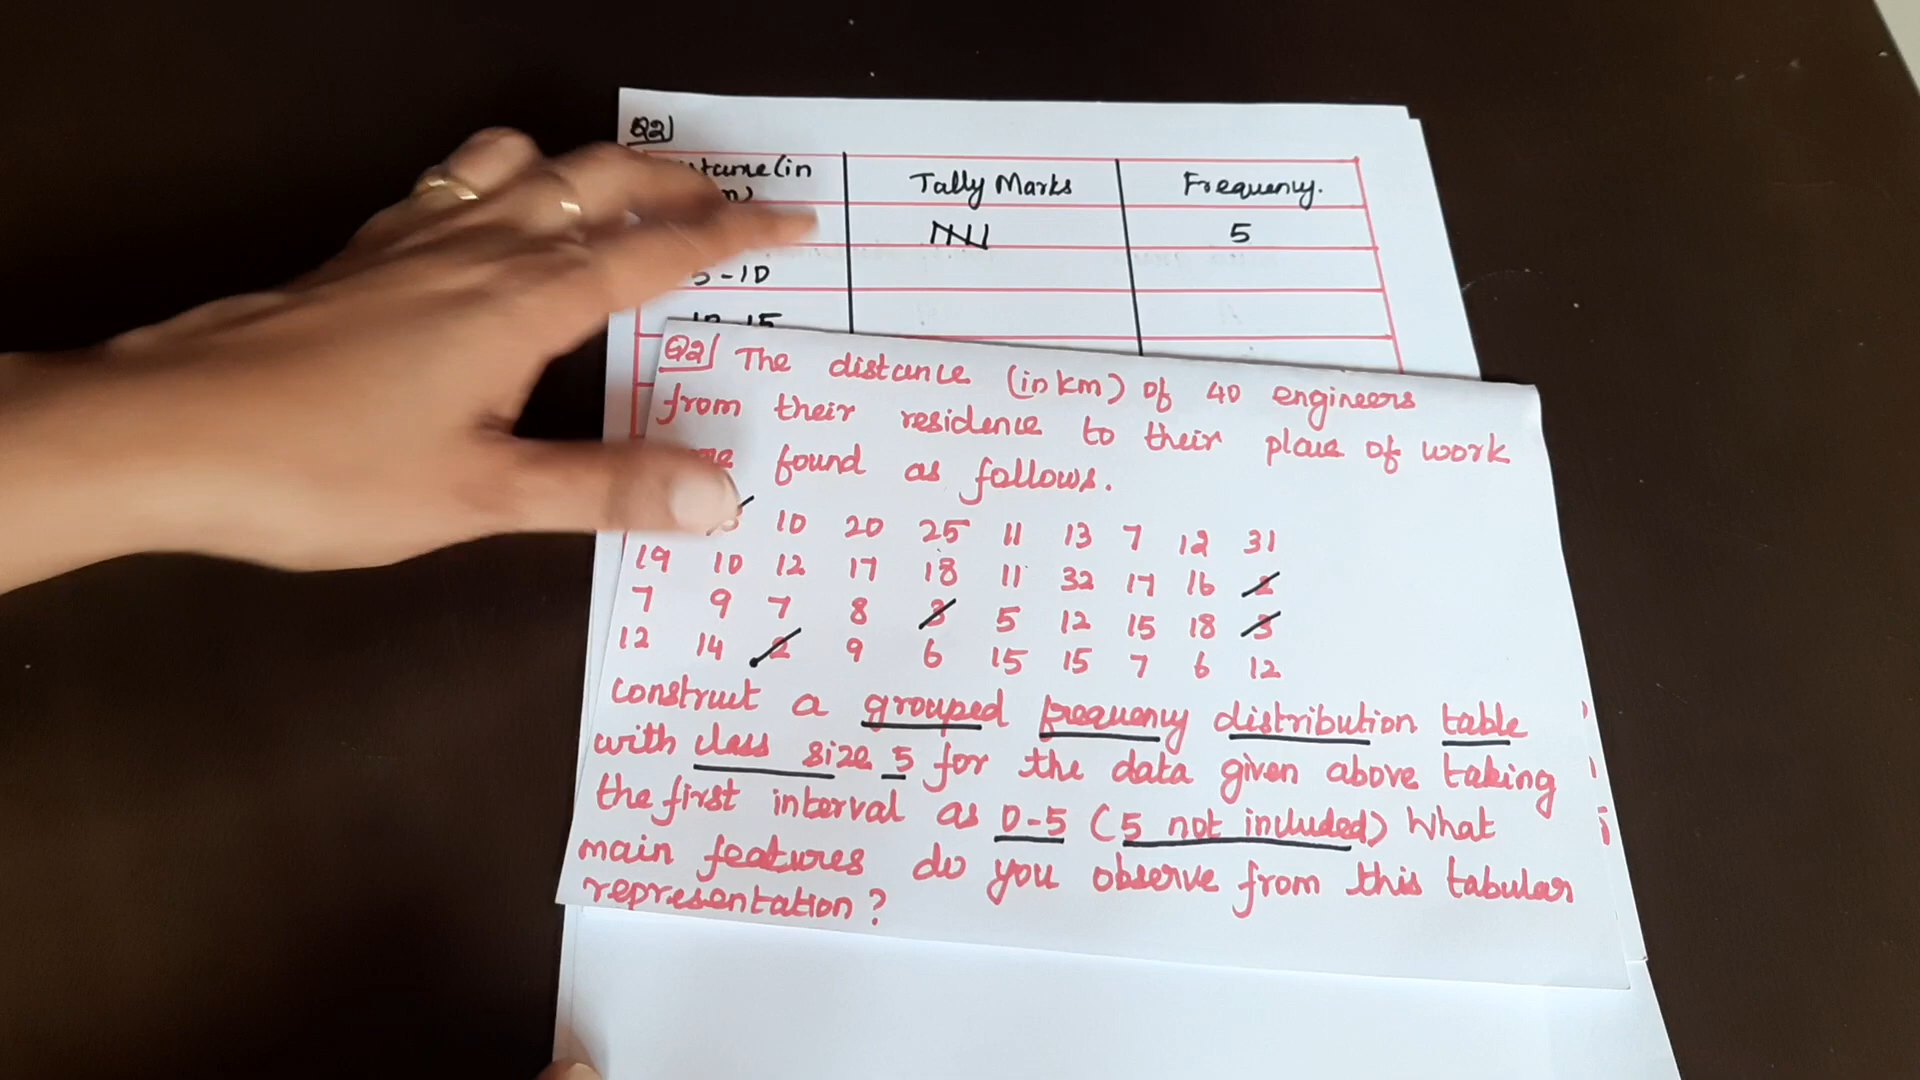 Q2)
Tally Marks
Frequency.
5
5-10
10-15
Q2) The distance (in km) of 40 engineers
from their residence to their place of work
found as follows.
3 10 20 25 11 13 7 12 31
19 10 12 17 18 11 32 17 16 2
7 9 7 8 3 5 12 15 18 3
12 14 2 9 6 15 15 7 6 12
construct a grouped frequency distribution table
with class size 5 for the data given above taking
the first interval as 0-5 (5 not included) What
main features do you observe from this tabular
representation?